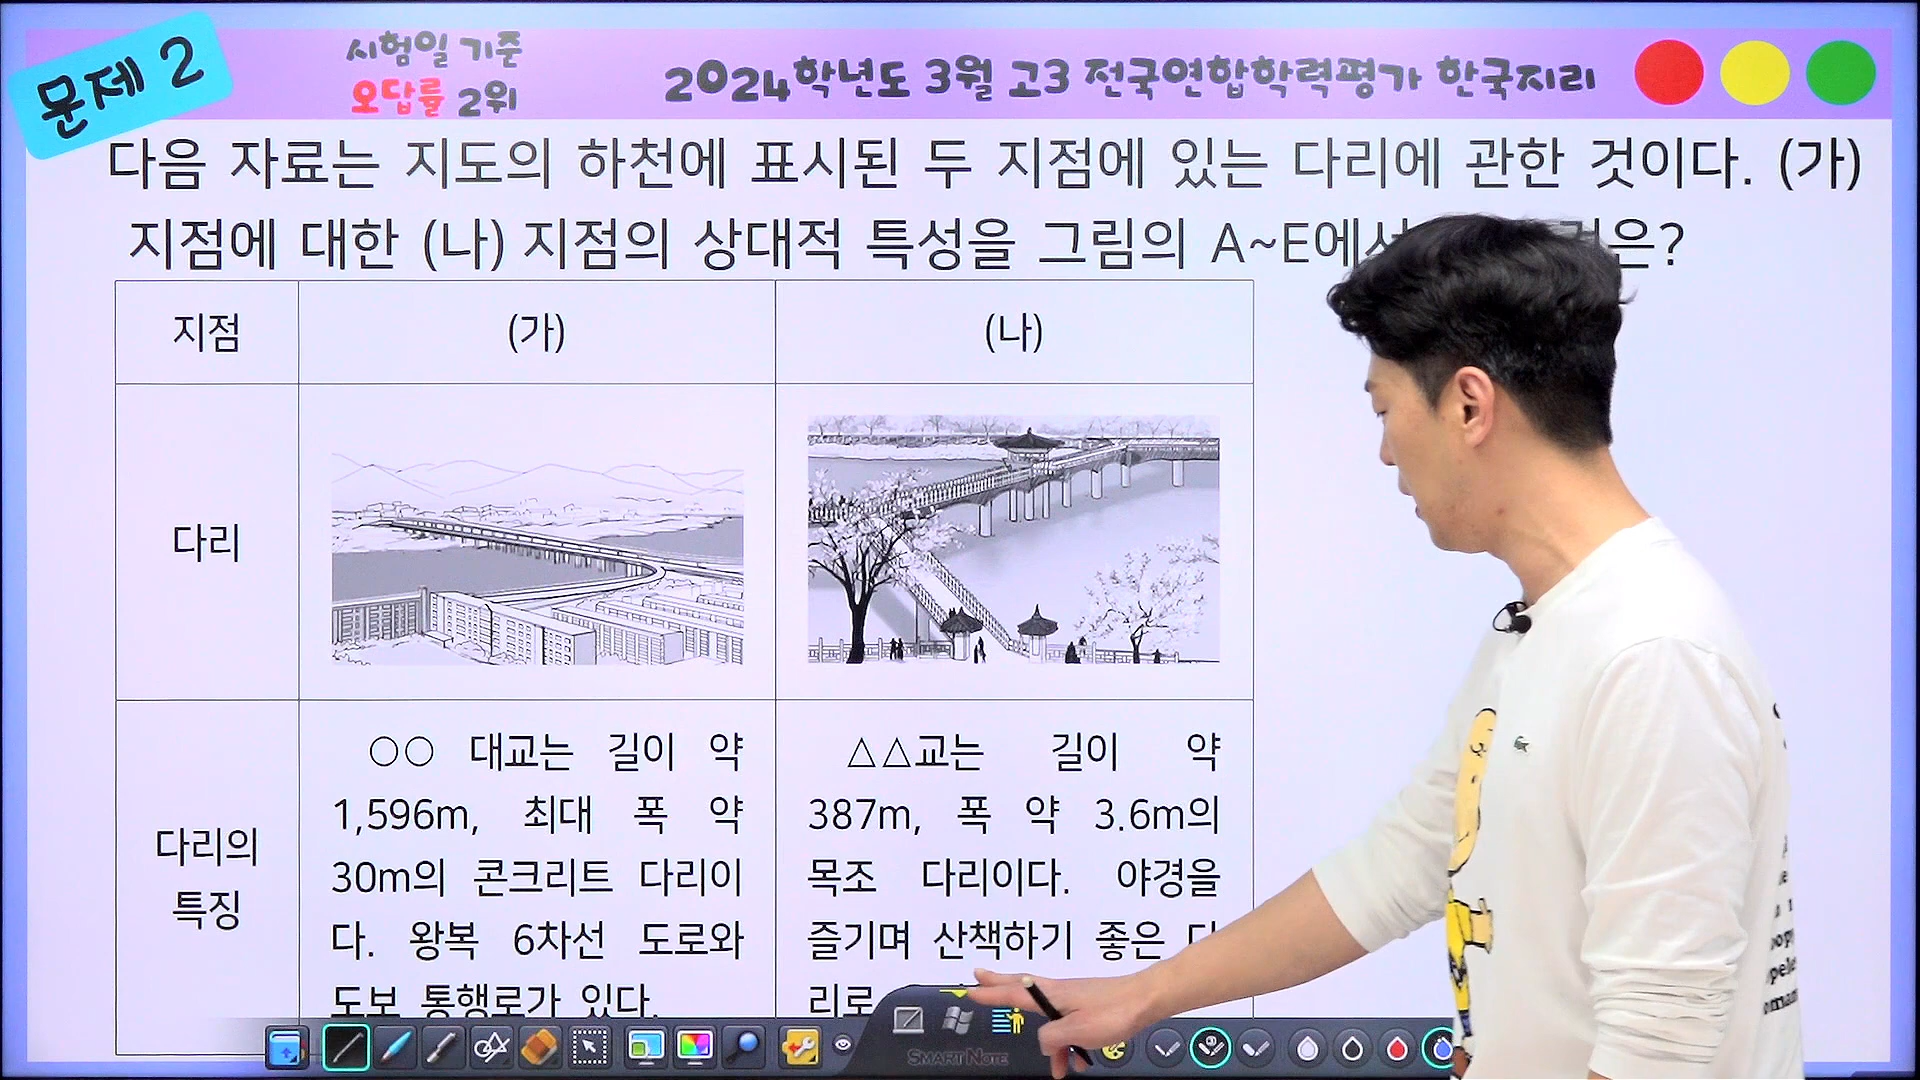 문제 2
시험일 기준
오답률 2위
2024학년도 3월 고3 전국연합학력평가 한국지리
다음 자료는 지도의 하천에 표시된 두 지점에 있는 다리에 관한 것이다. (가)
지점에 대한 (나) 지점의 상대적 특성을 그림의 A~E에서 은?
지점
(가)
(나)
다리
다리의
특징
○○ 대교는 길이 약
1,596m, 최대 폭 약
30m의 콘크리트 다리이
다. 왕복 6차선 도로와
도보 통행로가 있다.
△△교는 길이 약
387m, 폭 약 3.6m의
목조 다리이다. 야경을
즐기며 산책하기 좋은 다
리로
SMART NOTE